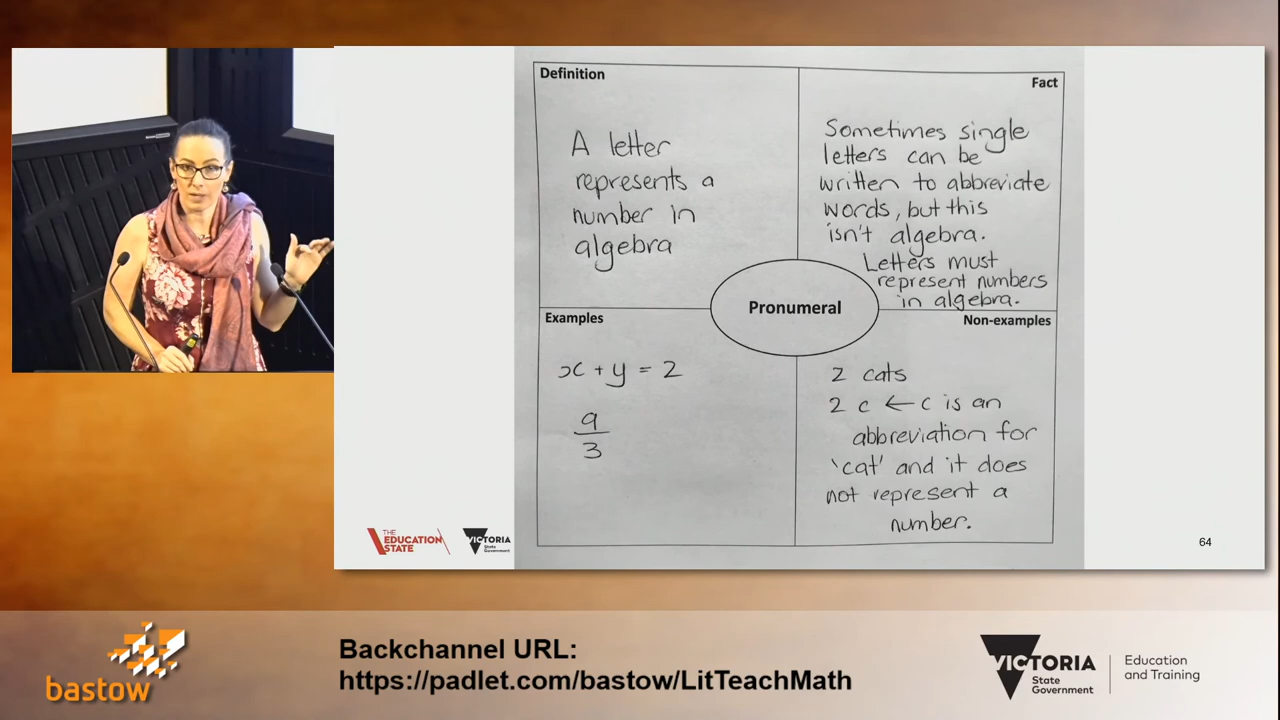 Definition
A letter
represents a
number in
algebra
Fact
Sometimes single
letters can be
written to abbreviate
words, but this
isn't algebra.
Letters must
represent numbers
in algebra.
Pronumeral
Examples
x + y = 2
a
3
Non-examples
2 cats
2 c ← c is an
abbreviation for
'cat' and it does
not represent a
number.
THE
EDUCATION
STATE
VICTORIA
State
Government
64
bastow
Backchannel URL:
https://padlet.com/bastow/LitTeachMath
VICTORIA
State
Government
Education
and Training